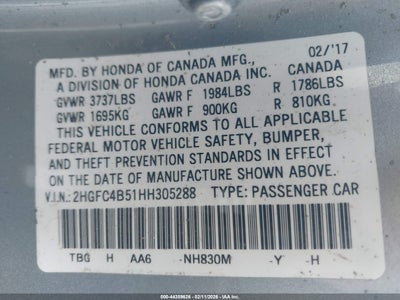 02/'17
MFD. BY HONDA OF CANADA MFG., CANADA
A DIVISION OF HONDA CANADA INC.
GVWR 3737LBS GAWR F 1984LBS R 1786LBS
GVWR 1695KG GAWR F 900KG R 810KG
THIS VEHICLE CONFORMS TO ALL APPLICABLE
FEDERAL MOTOR VEHICLE SAFETY, BUMPER,
AND THEFT PREVENTION STANDARDS IN EFFECT
ON THE DATE OF MANUFACTURE SHOWN ABOVE.
V.I.N.: 2HGFC4B51HH305288 TYPE: PASSENGER CAR
TBG H AA6 -NH830M -Y -H
000-44359626 - 02/11/2026 - IAAI